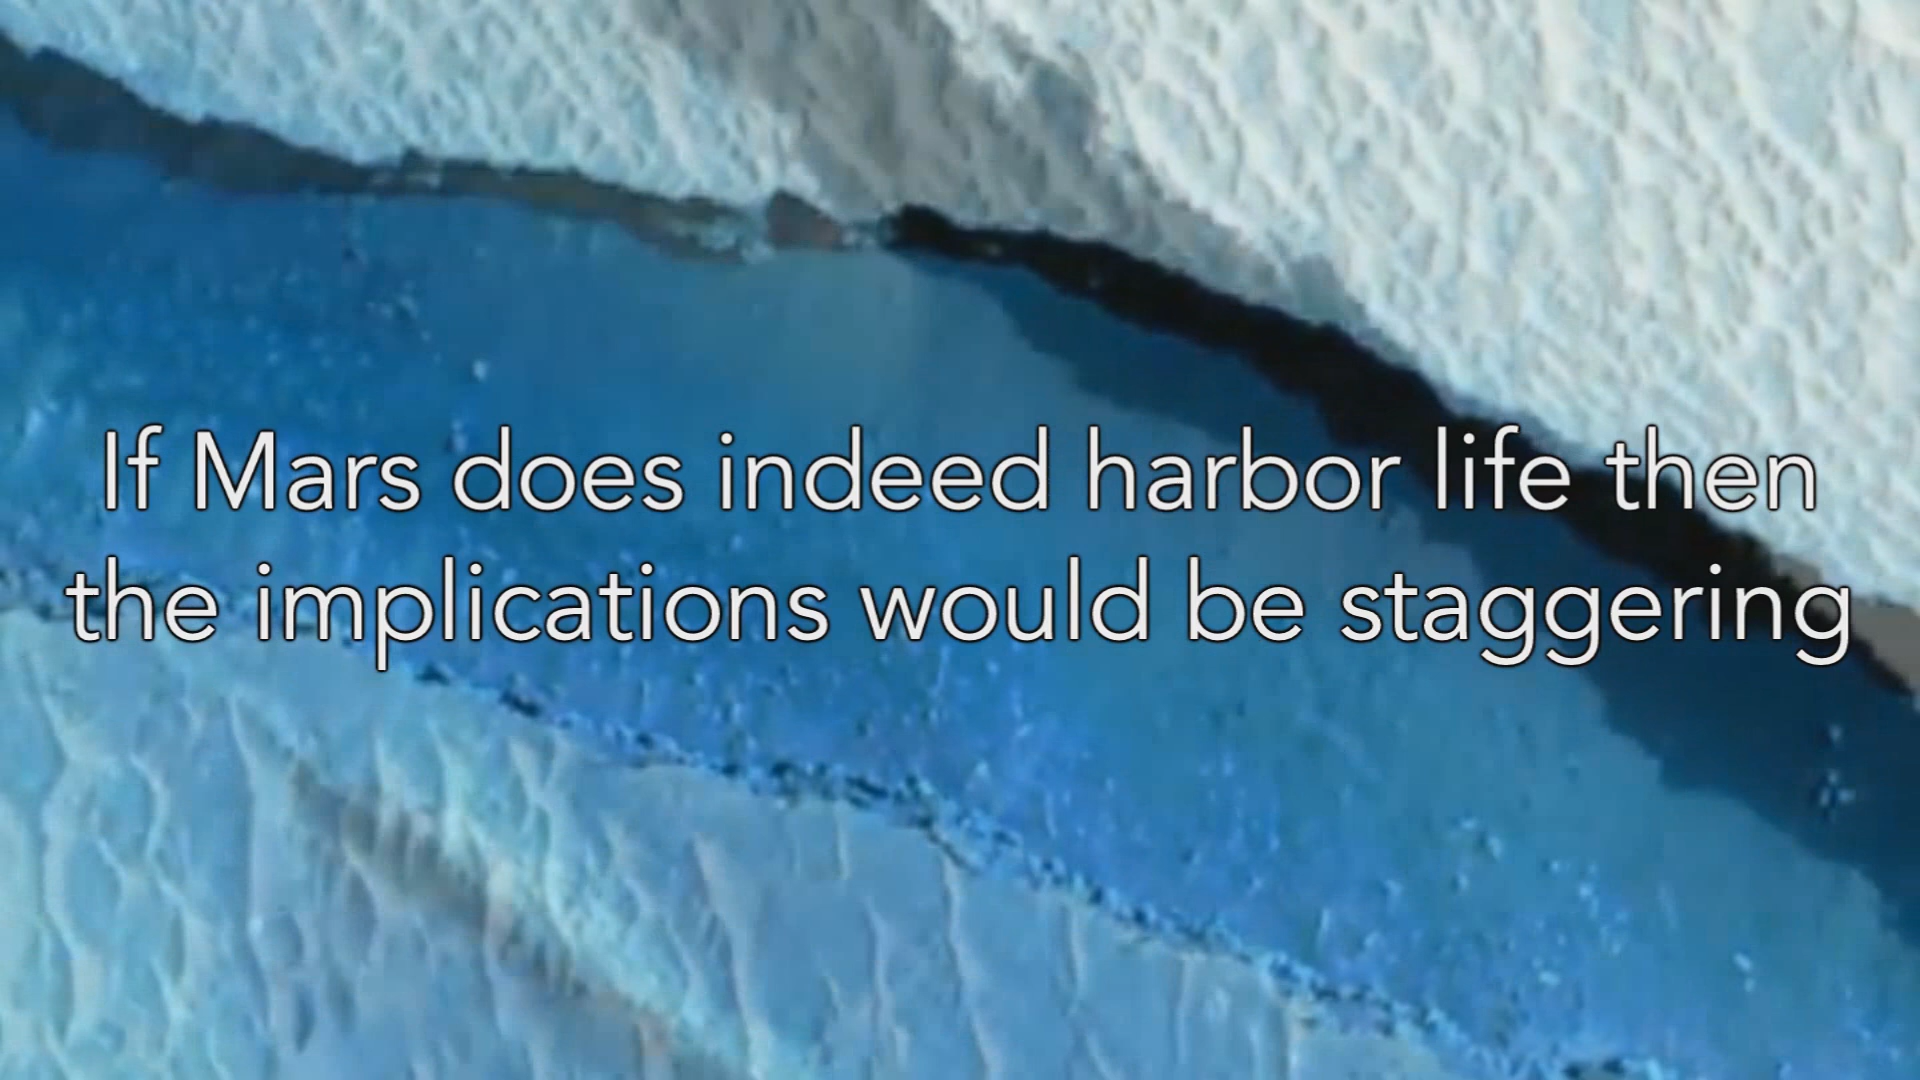 If Mars does indeed harbor life then
the implications would be staggering